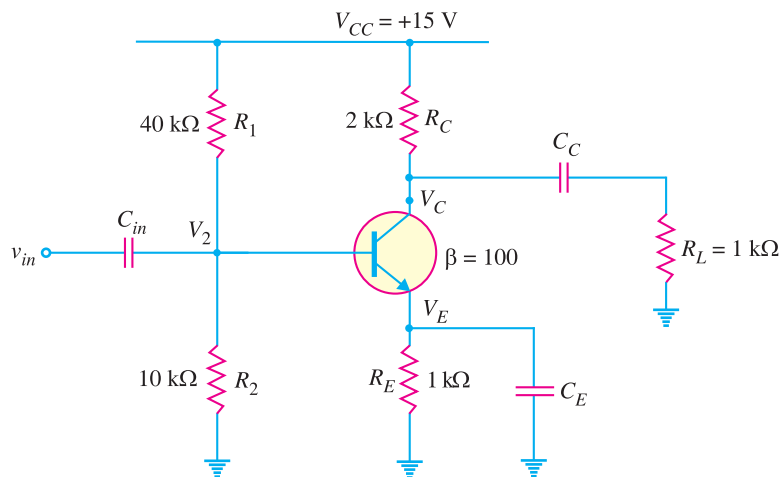 V_CC = +15 V
40 kΩ R_1
2 kΩ R_C
C_C
V_C
C_in
V_2
v_in
β = 100
R_L = 1 kΩ
V_E
10 kΩ R_2
R_E 1 kΩ
C_E